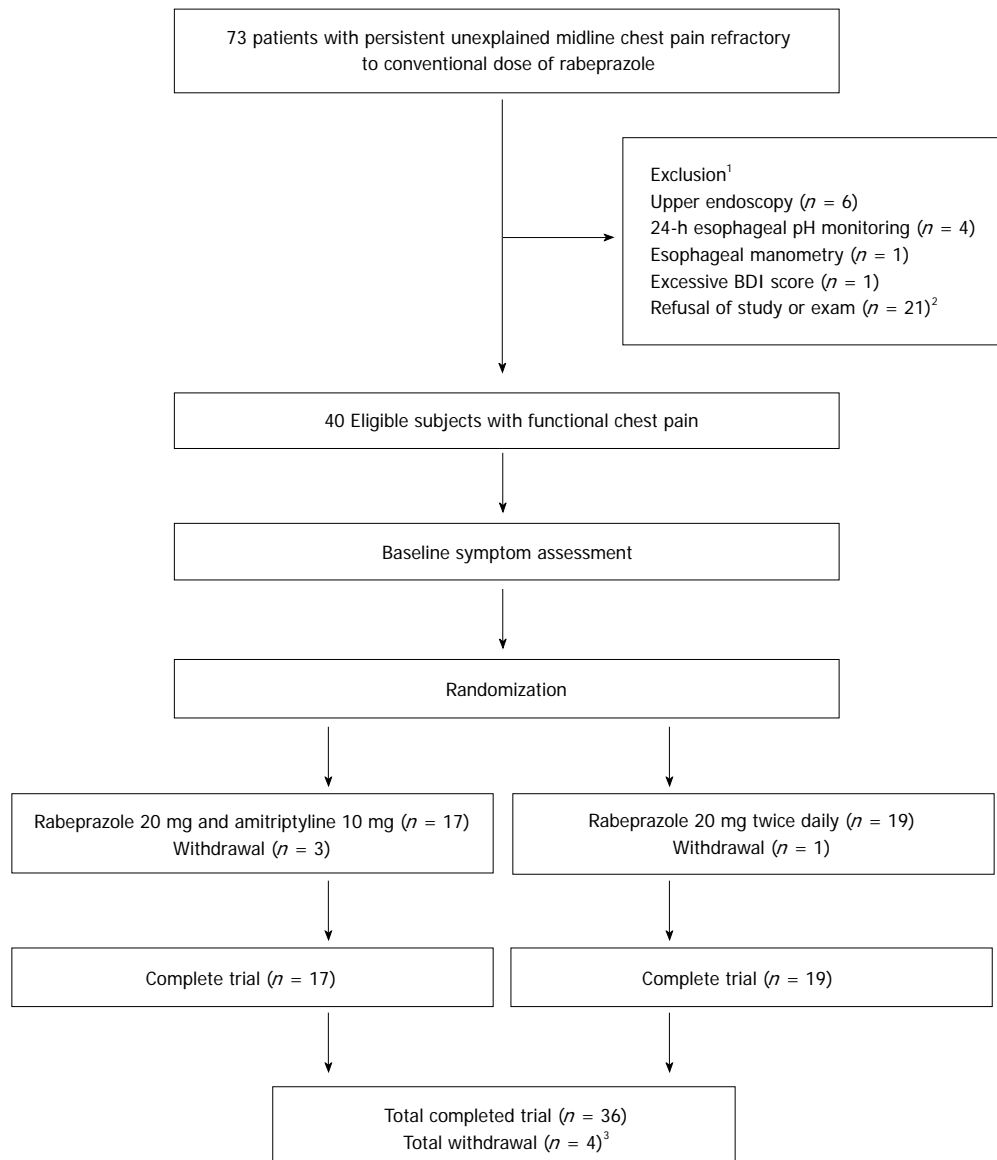 73 patients with persistent unexplained midline chest pain refractory
to conventional dose of rabeprazole
Exclusion¹
Upper endoscopy (n = 6)
24-h esophageal pH monitoring (n = 4)
Esophageal manometry (n = 1)
Excessive BDI score (n = 1)
Refusal of study or exam (n = 21)²
40 Eligible subjects with functional chest pain
Baseline symptom assessment
Randomization
Rabeprazole 20 mg and amitriptyline 10 mg (n = 17)
Withdrawal (n = 3)
Rabeprazole 20 mg twice daily (n = 19)
Withdrawal (n = 1)
Complete trial (n = 17)
Complete trial (n = 19)
Total completed trial (n = 36)
Total withdrawal (n = 4)³